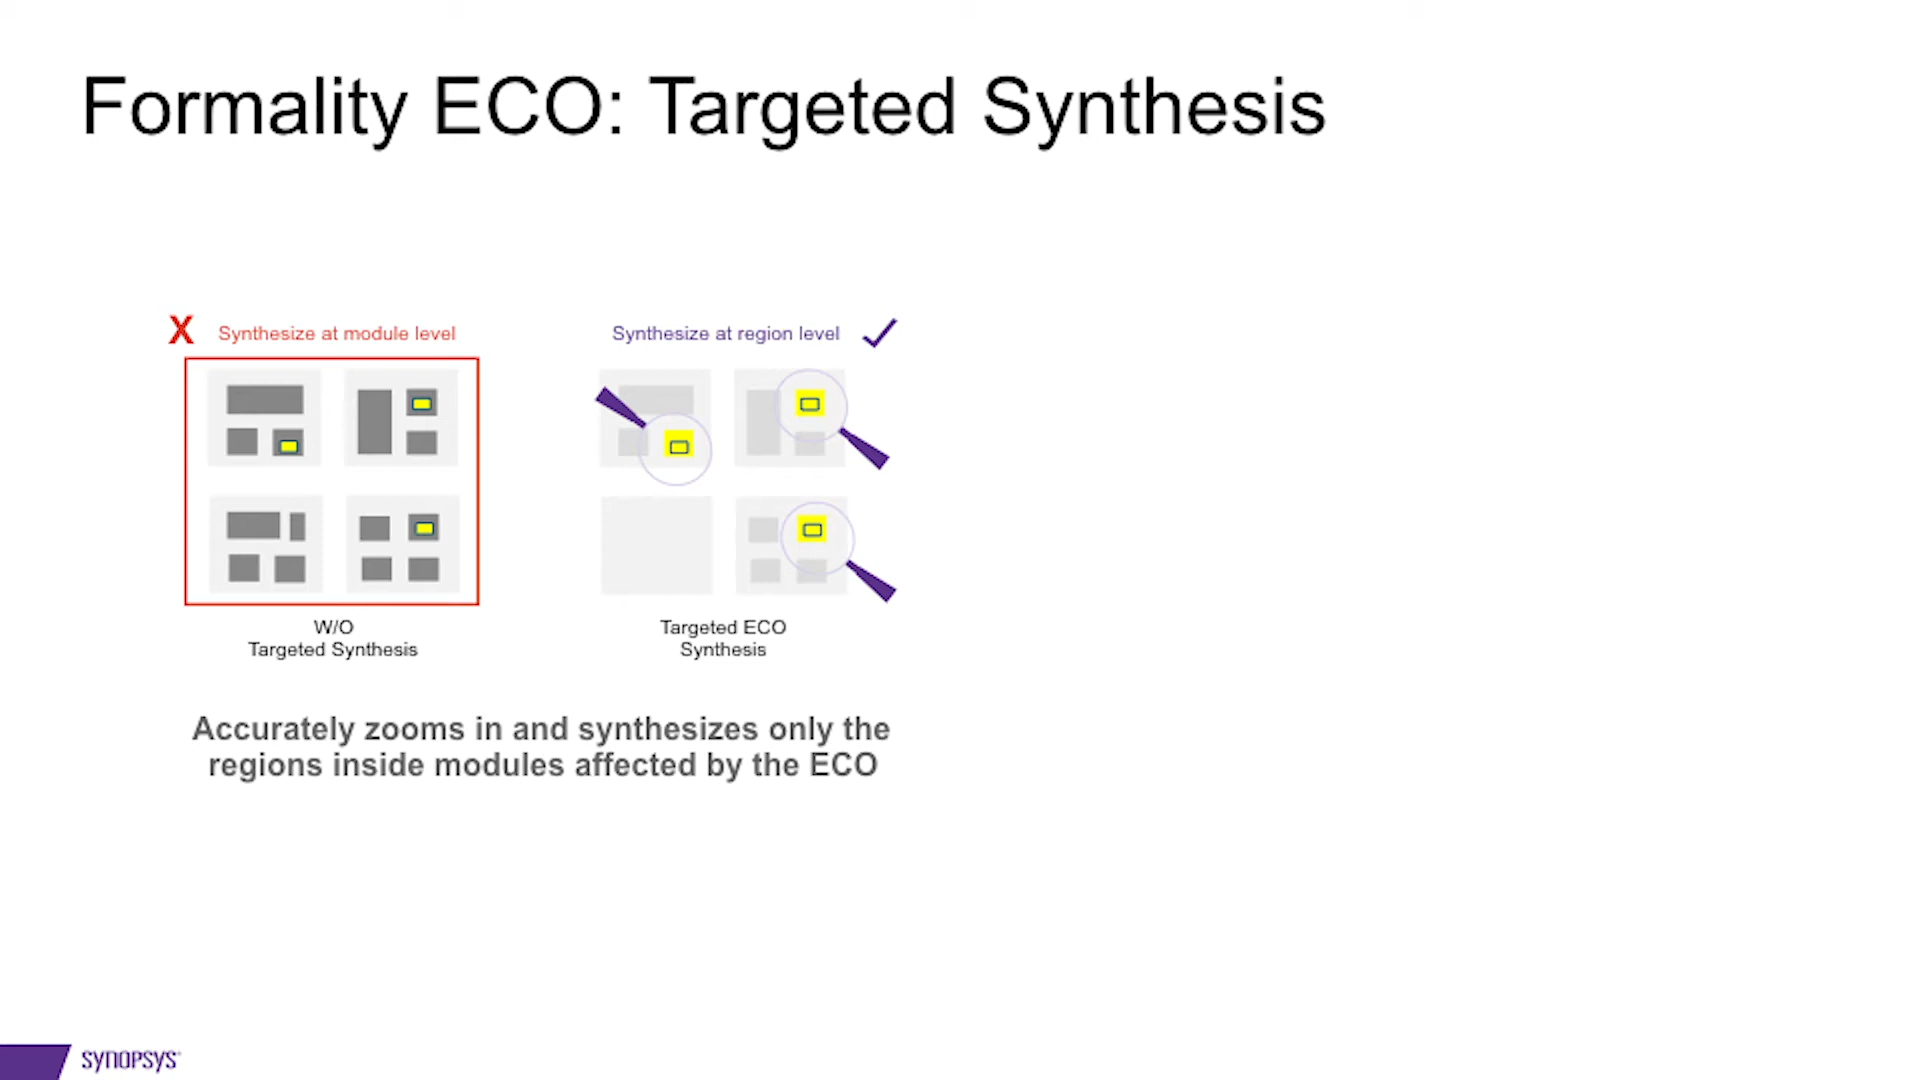 Formality ECO: Targeted Synthesis
X Synthesize at module level
Synthesize at region level
W/O
Targeted Synthesis
Targeted ECO
Synthesis
Accurately zooms in and synthesizes only the
regions inside modules affected by the ECO
SYNOPSYS®